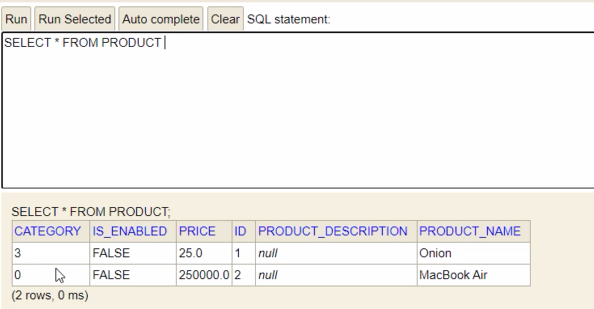 Run Run Selected Auto complete Clear SQL statement:
SELECT * FROM PRODUCT
SELECT * FROM PRODUCT;
CATEGORY IS_ENABLED PRICE ID PRODUCT_DESCRIPTION PRODUCT_NAME
3 FALSE 25.0 1 null Onion
0 FALSE 250000.0 2 null MacBook Air
(2 rows, 0 ms)